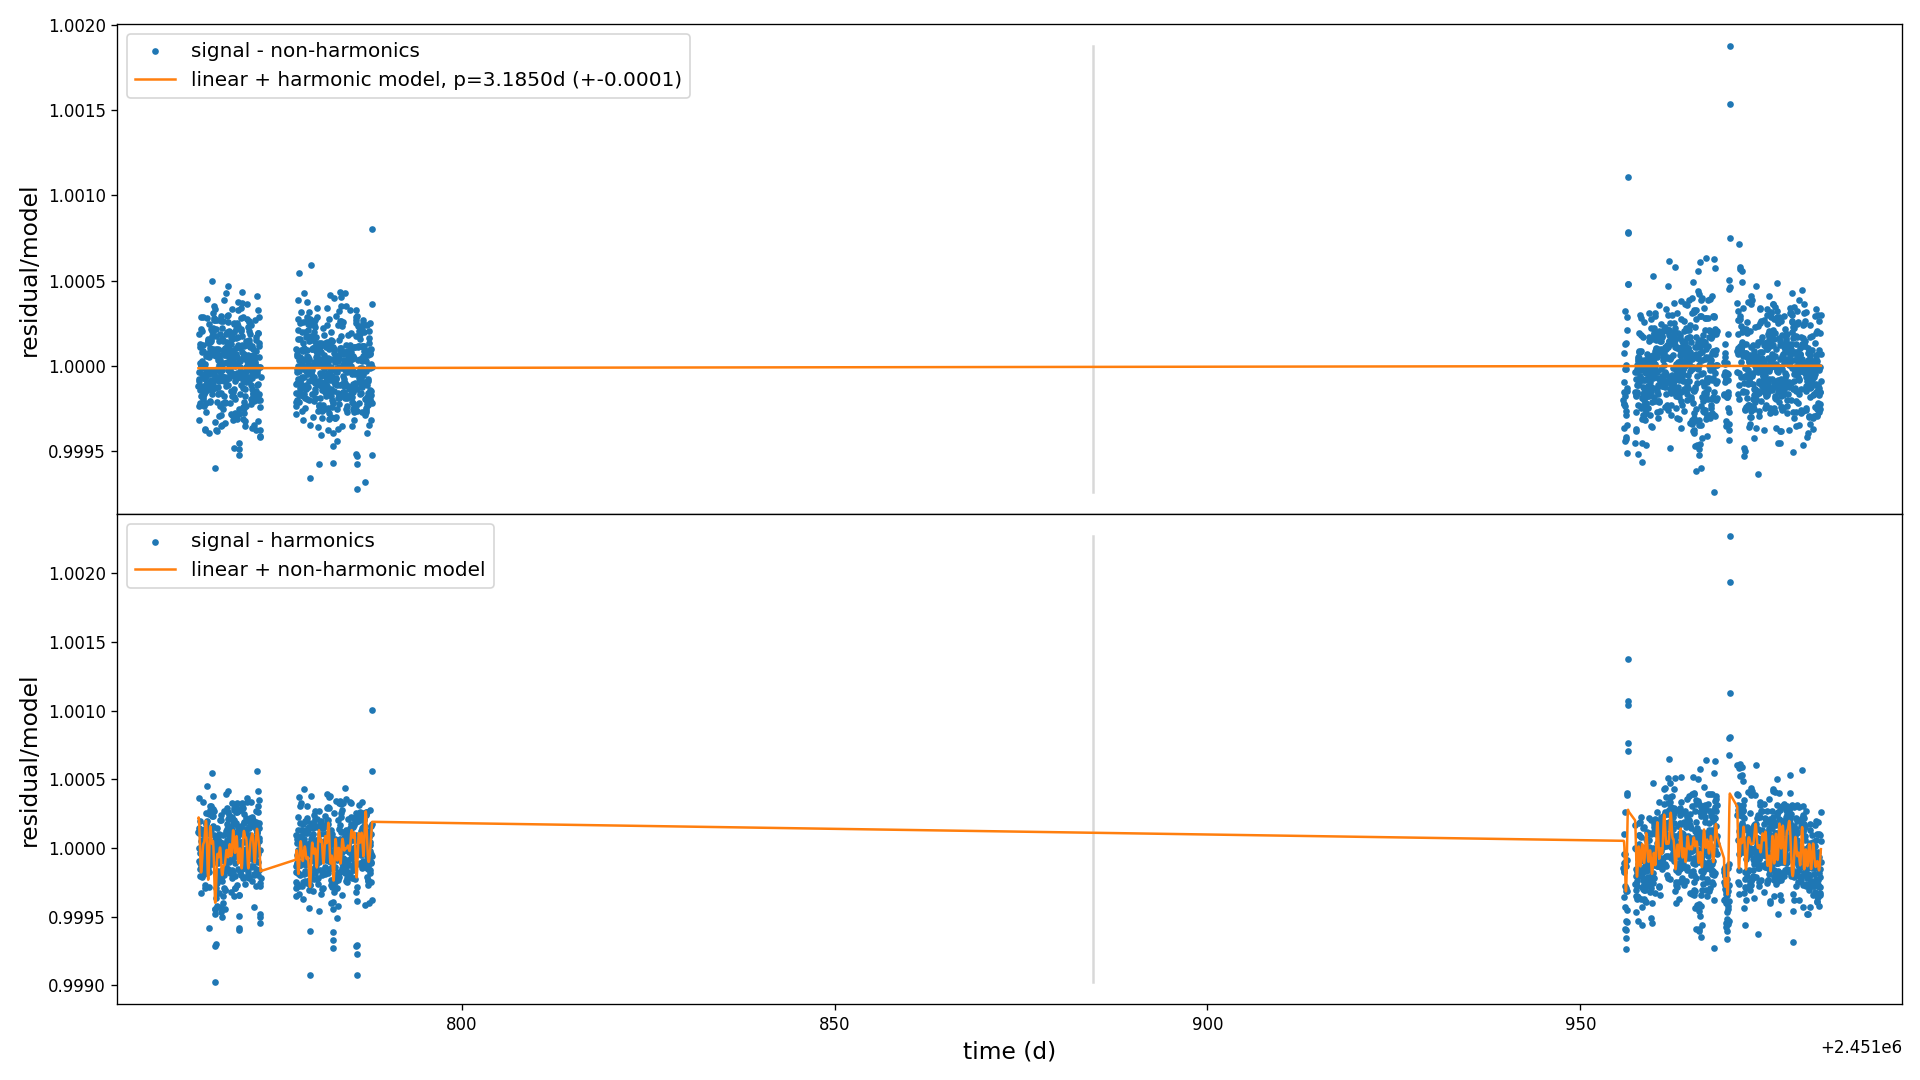 1.0020
1.0015
1.0010
1.0005
1.0000
0.9995
residual/model
signal - non-harmonics
linear + harmonic model, p=3.1850d (+-0.0001)
1.0020
1.0015
1.0010
1.0005
1.0000
0.9995
0.9990
residual/model
signal - harmonics
linear + non-harmonic model
800 850 900 950
time (d)
+2.451e6